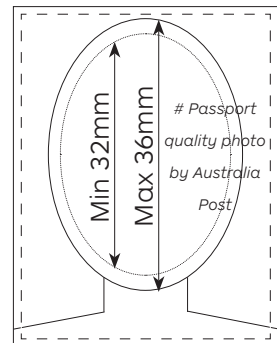 Min 32mm
Max 36mm
# Passport
quality photo
by Australia
Post